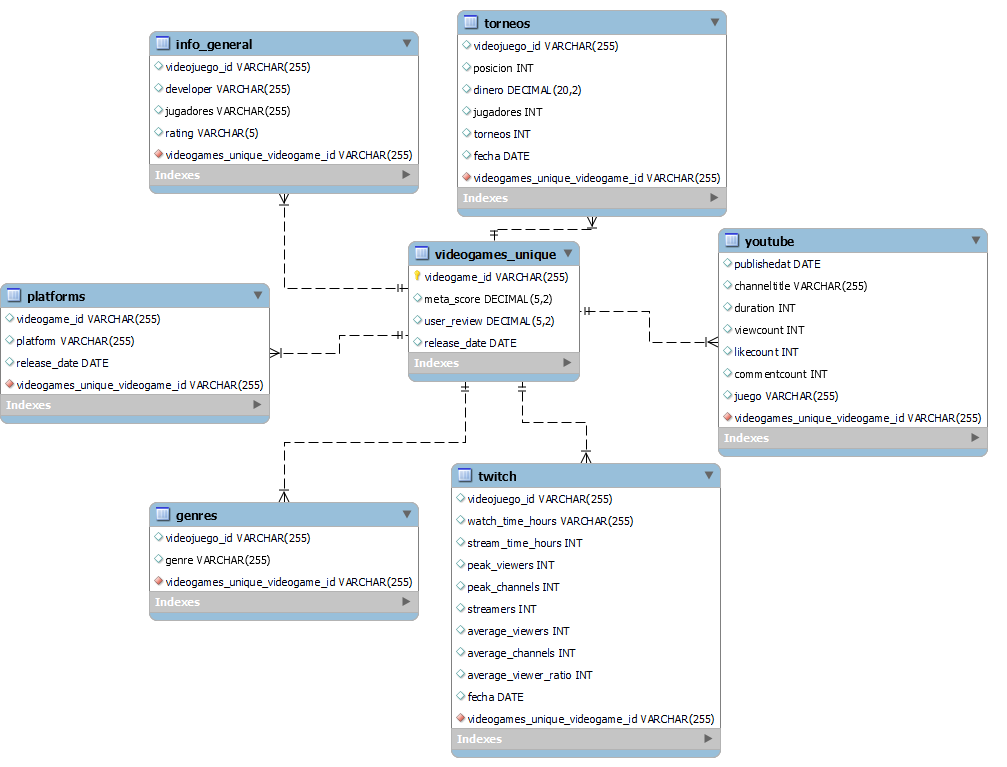 info_general
videojuego_id VARCHAR(255)
developer VARCHAR(255)
jugadores VARCHAR(255)
rating VARCHAR(5)
videogames_unique_videogame_id VARCHAR(255)
Indexes
torneos
videojuego_id VARCHAR(255)
posicion INT
dinero DECIMAL(20,2)
jugadores INT
torneos INT
fecha DATE
videogames_unique_videogame_id VARCHAR(255)
Indexes
videogames_unique
videogame_id VARCHAR(255)
meta_score DECIMAL(5,2)
user_review DECIMAL(5,2)
release_date DATE
Indexes
youtube
publishedat DATE
channeltitle VARCHAR(255)
duration INT
viewcount INT
likecount INT
commentcount INT
juego VARCHAR(255)
videogames_unique_videogame_id VARCHAR(255)
Indexes
platforms
videogame_id VARCHAR(255)
platfom VARCHAR(255)
release_date DATE
videogames_unique_videogame_id VARCHAR(255)
Indexes
genres
videojuego_id VARCHAR(255)
genre VARCHAR(255)
videogames_unique_videogame_id VARCHAR(255)
Indexes
twitch
videojuego_id VARCHAR(255)
watch_time_hours VARCHAR(255)
stream_time_hours INT
peak_viewers INT
peak_channels INT
streamers INT
average_viewers INT
average_channels INT
average_viewer_ratio INT
fecha DATE
videogames_unique_videogame_id VARCHAR(255)
Indexes